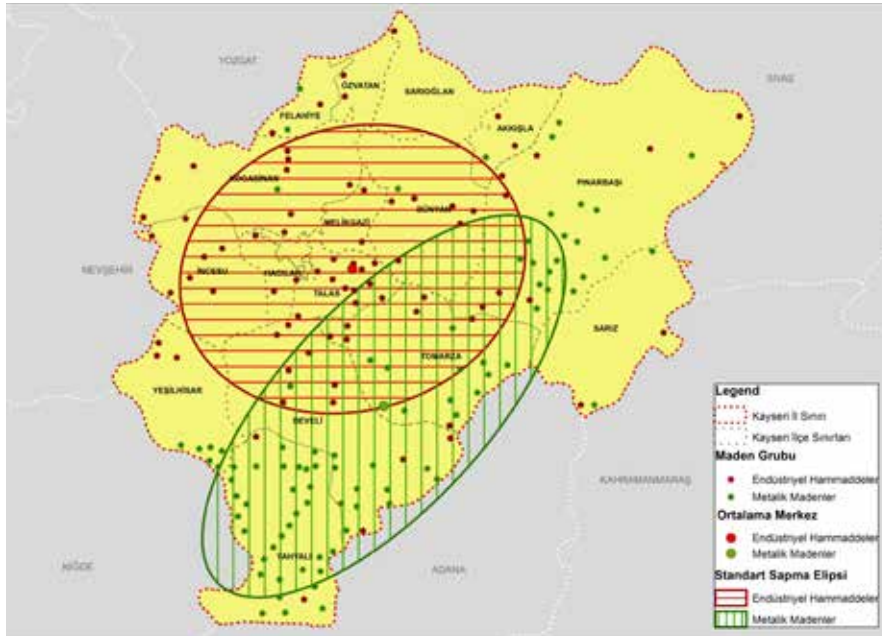 YOZGAT
SİVAS
ÖZVATAN
SARIOĞLAN
FELAHİYE
AKKIŞLA
KOCASİNAN
PINARBAŞI
BÜNYAN
MELİKGAZİ
NEVŞEHİR
İNCESU
HACILAR
TALAS
SARIZ
TOMARZA
YEŞİLHİSAR
DEVELİ
KAHRAMANMARAŞ
YAHYALI
NİĞDE
ADANA
Legend
Kayseri İl Sınırı
Kayseri İlçe Sınırları
Maden Grubu
Endüstriyel Hammaddeler
Metalik Madenler
Ortalama Merkez
Endüstriyel Hammaddeler
Metalik Madenler
Standart Sapma Elipsi
Endüstriyel Hammaddeler
Metalik Madenler